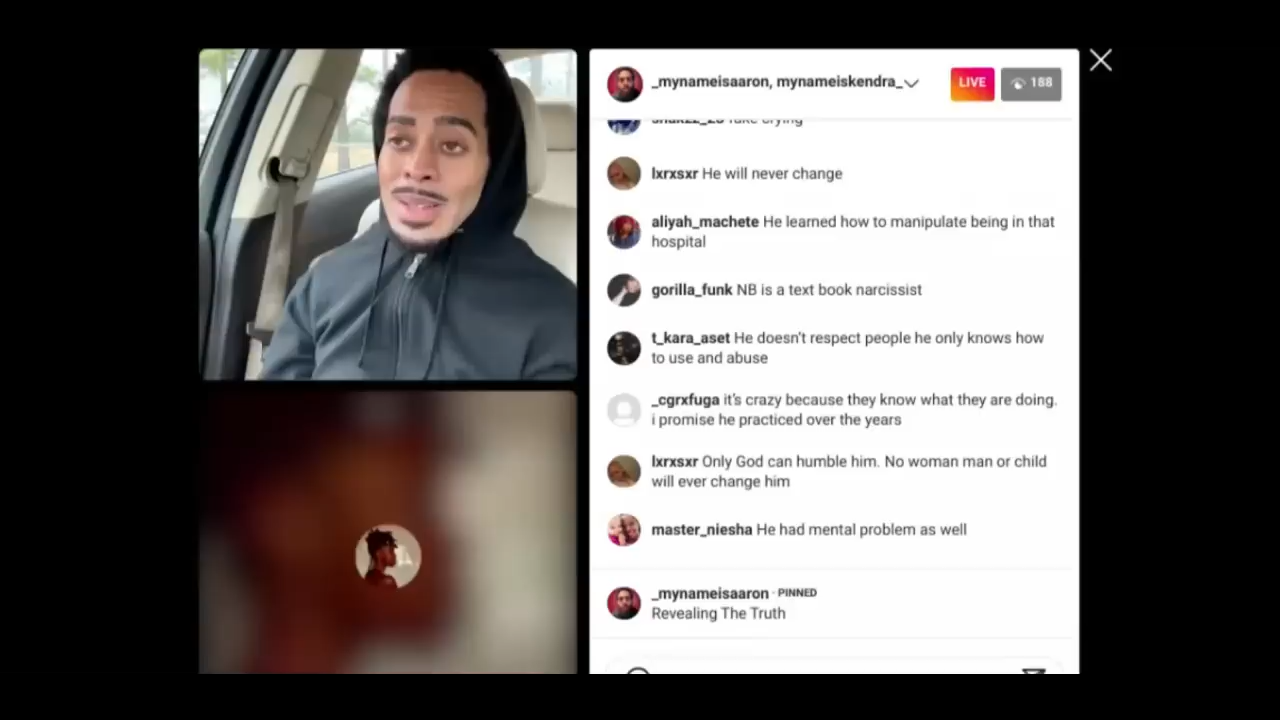 _mynameisaaron, mynameiskendra_
LIVE
188
fake crying
lxrxsxr He will never change
aliyah_machete He learned how to manipulate being in that
hospital
gorilla_funk NB is a text book narcissist
t_kara_aset He doesn't respect people he only knows how
to use and abuse
_cgrxfuga it's crazy because they know what they are doing.
i promise he practiced over the years
lxrxsxr Only God can humble him. No woman man or child
will ever change him
master_niesha He had mental problem as well
_mynameisaaron · PINNED
Revealing The Truth